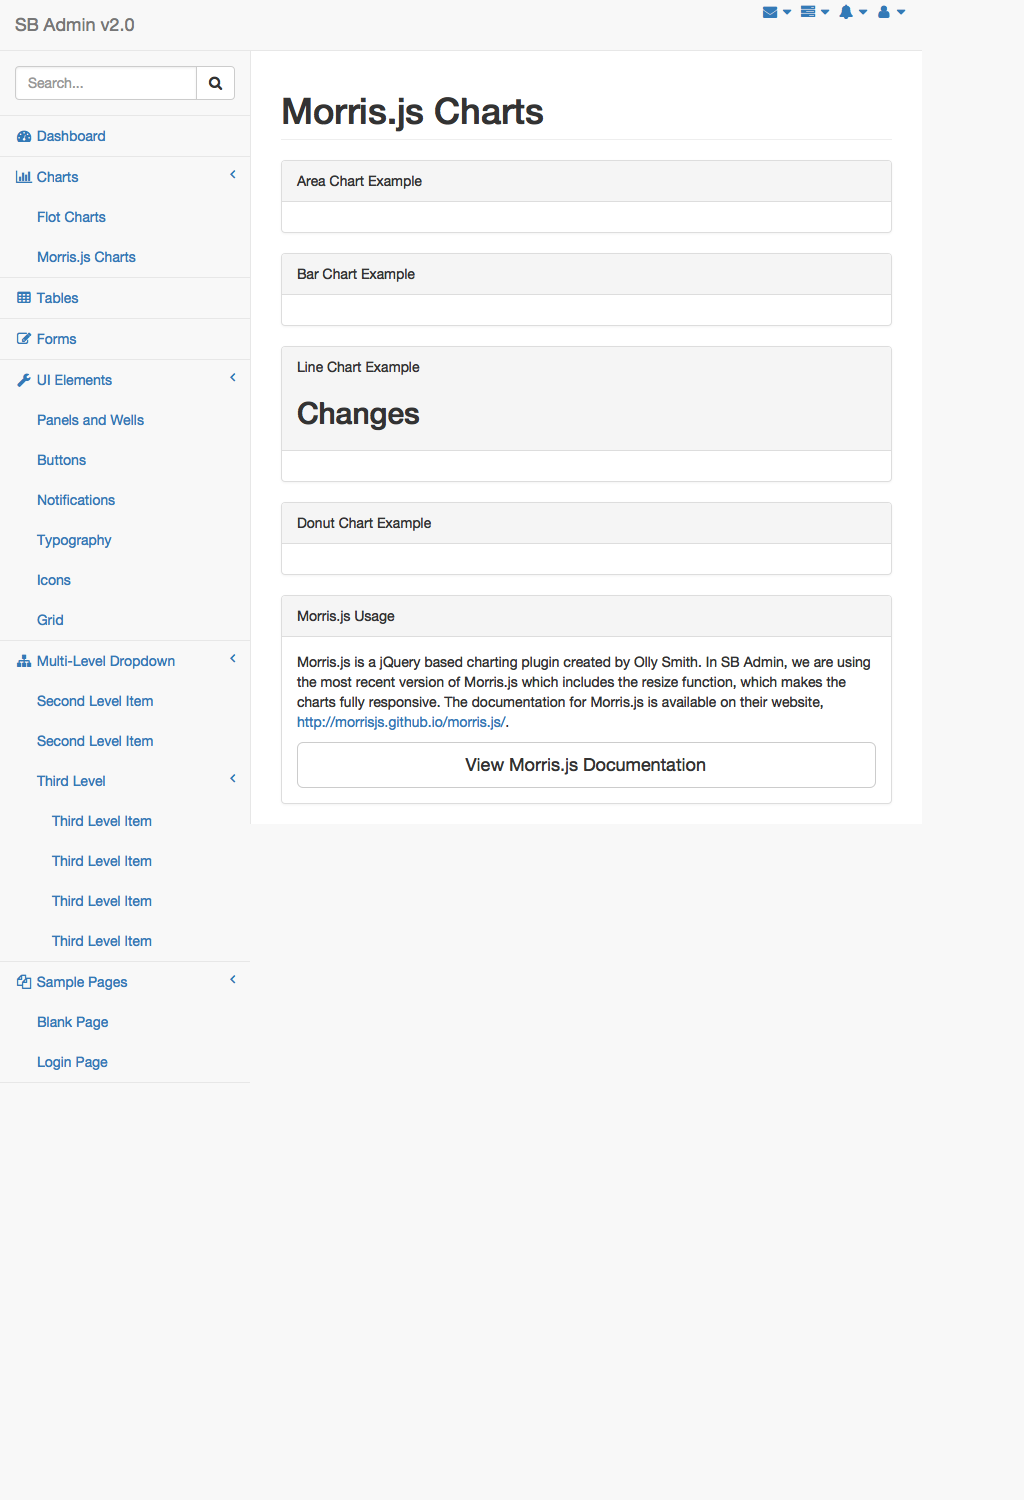 SB Admin v2.0
Search...
Dashboard
Charts
Flot Charts
Morris.js Charts
Tables
Forms
UI Elements
Panels and Wells
Buttons
Notifications
Typography
Icons
Grid
Multi-Level Dropdown
Second Level Item
Second Level Item
Third Level
Third Level Item
Third Level Item
Third Level Item
Third Level Item
Sample Pages
Blank Page
Login Page
Morris.js Charts
Area Chart Example
Bar Chart Example
Line Chart Example
Changes
Donut Chart Example
Morris.js Usage
Morris.js is a jQuery based charting plugin created by Olly Smith. In SB Admin, we are using
the most recent version of Morris.js which includes the resize function, which makes the
charts fully responsive. The documentation for Morris.js is available on their website,
http://morrisjs.github.io/morris.js/.
View Morris.js Documentation